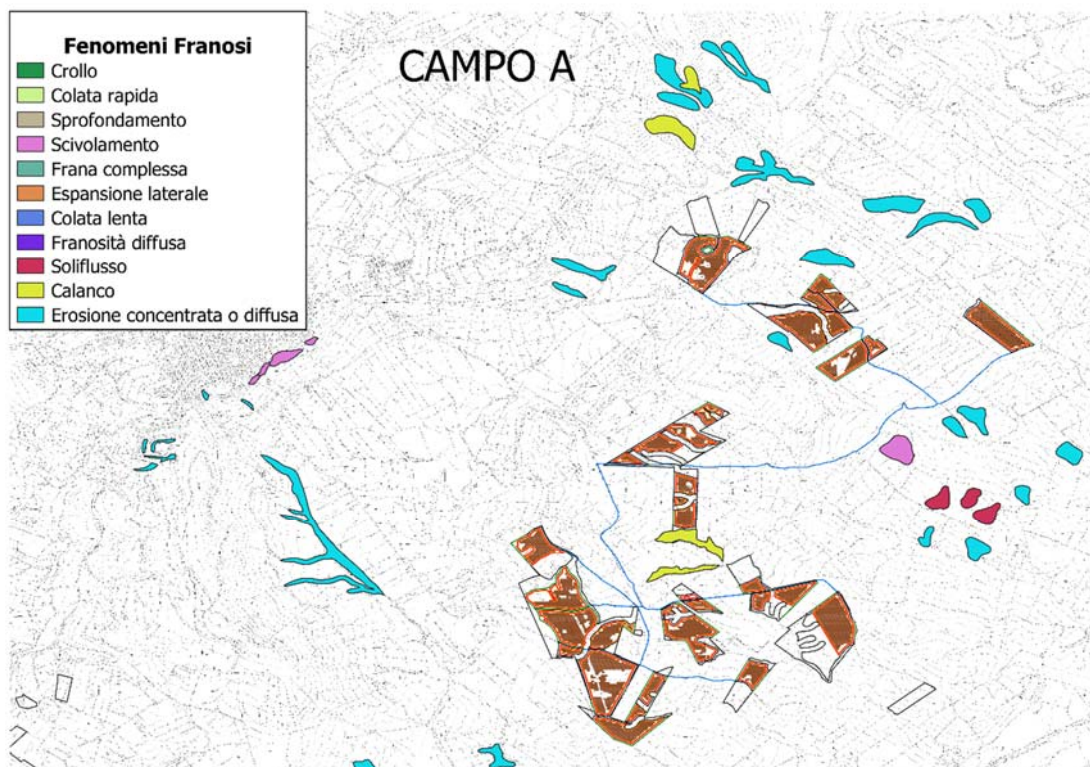 Fenomeni Franosi
Crollo
Colata rapida
Sprofondamento
Scivolamento
Frana complessa
Espansione laterale
Colata lenta
Franosità diffusa
Soliflusso
Calanco
Erosione concentrata o diffusa
CAMPO A